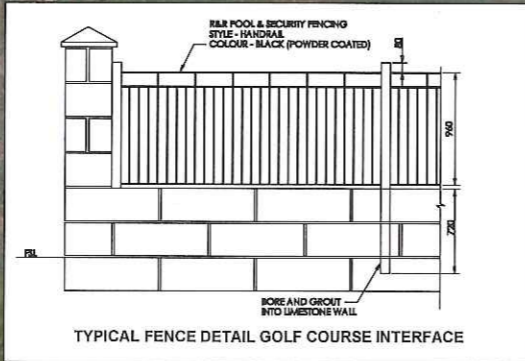 R&R POOL & SECURITY FENCING
STYLE - HANDRAIL
COLOUR - BLACK (POWDER COATED)
960
720
FSL
BORE AND GROUT
INTO LIMESTONE WALL
TYPICAL FENCE DETAIL GOLF COURSE INTERFACE